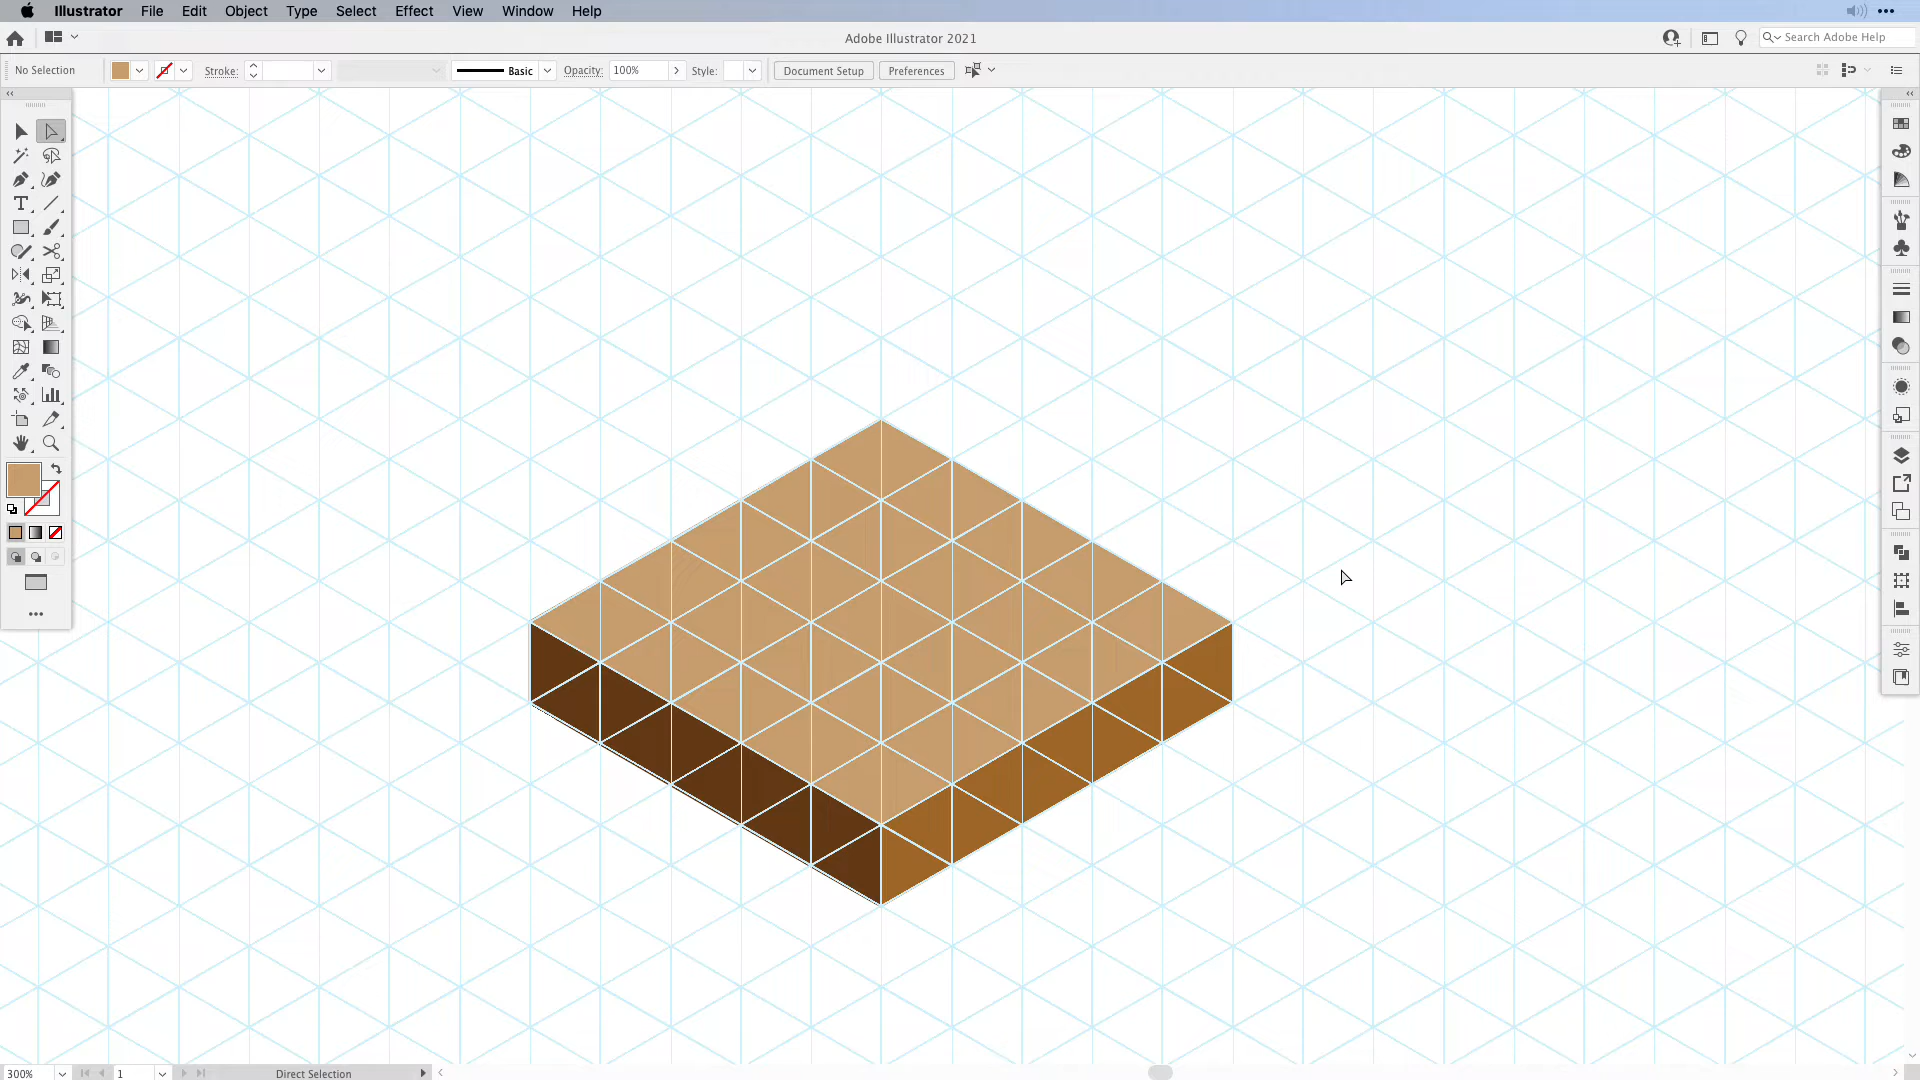 Illustrator File Edit Object Type Select Effect View Window Help
Adobe Illustrator 2021
Search Adobe Help
No Selection
Stroke:
Basic
Opacity: 100%
Style:
Document Setup
Preferences
300%
1
Direct Selection